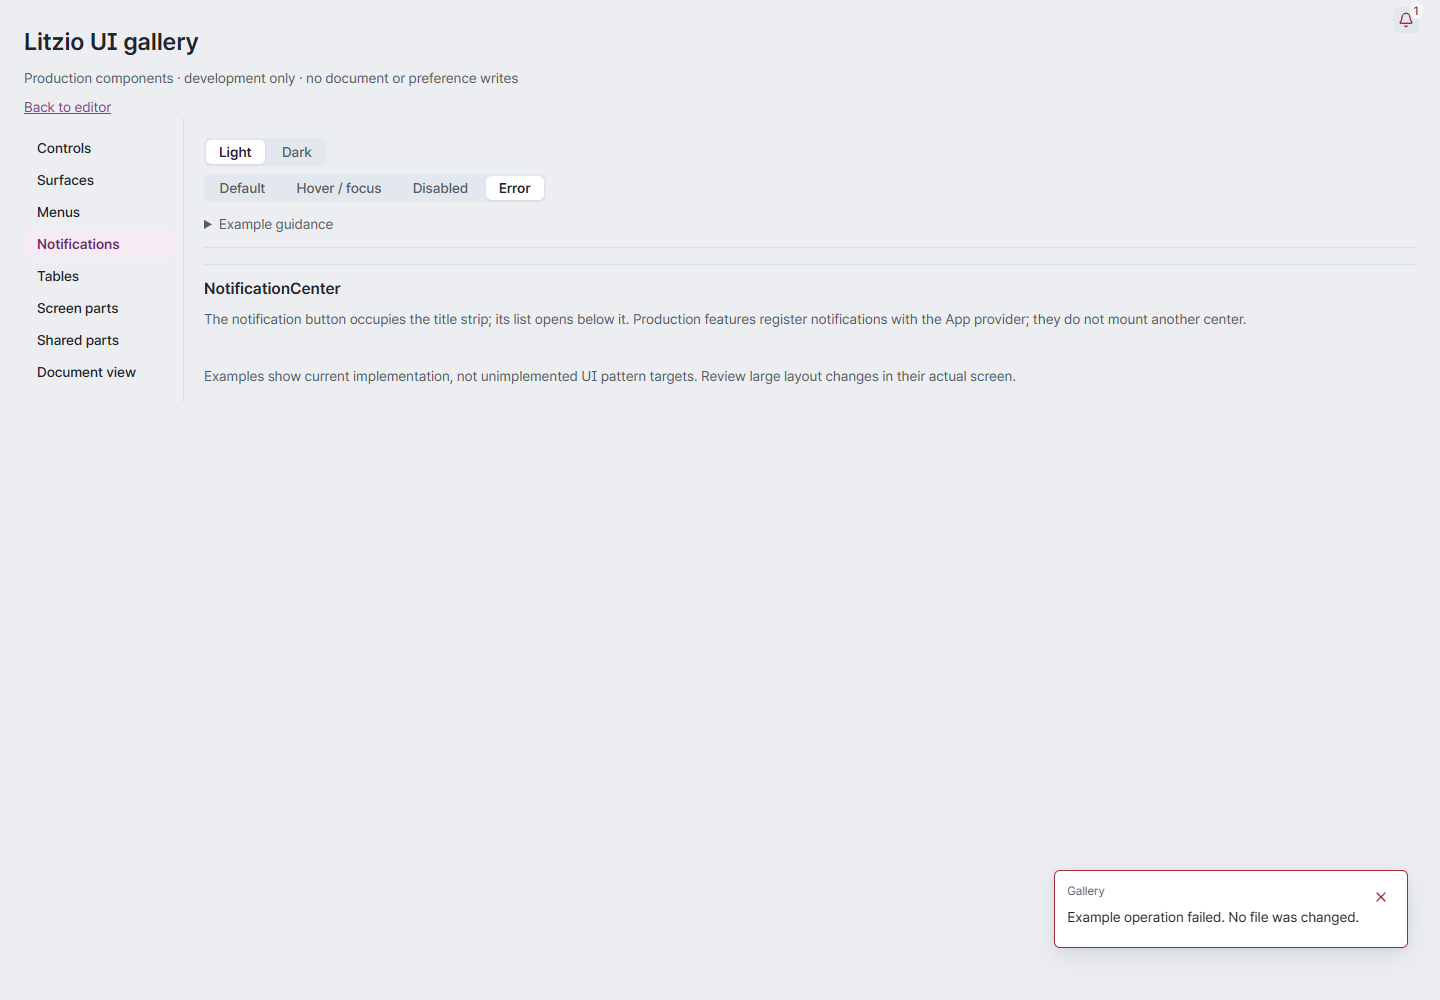 1
Litzio UI gallery
Production components · development only · no document or preference writes
Back to editor
Controls
Surfaces
Menus
Notifications
Tables
Screen parts
Shared parts
Document view
Light Dark
Default Hover / focus Disabled Error
Example guidance
NotificationCenter
The notification button occupies the title strip; its list opens below it. Production features register notifications with the App provider; they do not mount another center.
Examples show current implementation, not unimplemented UI pattern targets. Review large layout changes in their actual screen.
Gallery
Example operation failed. No file was changed.